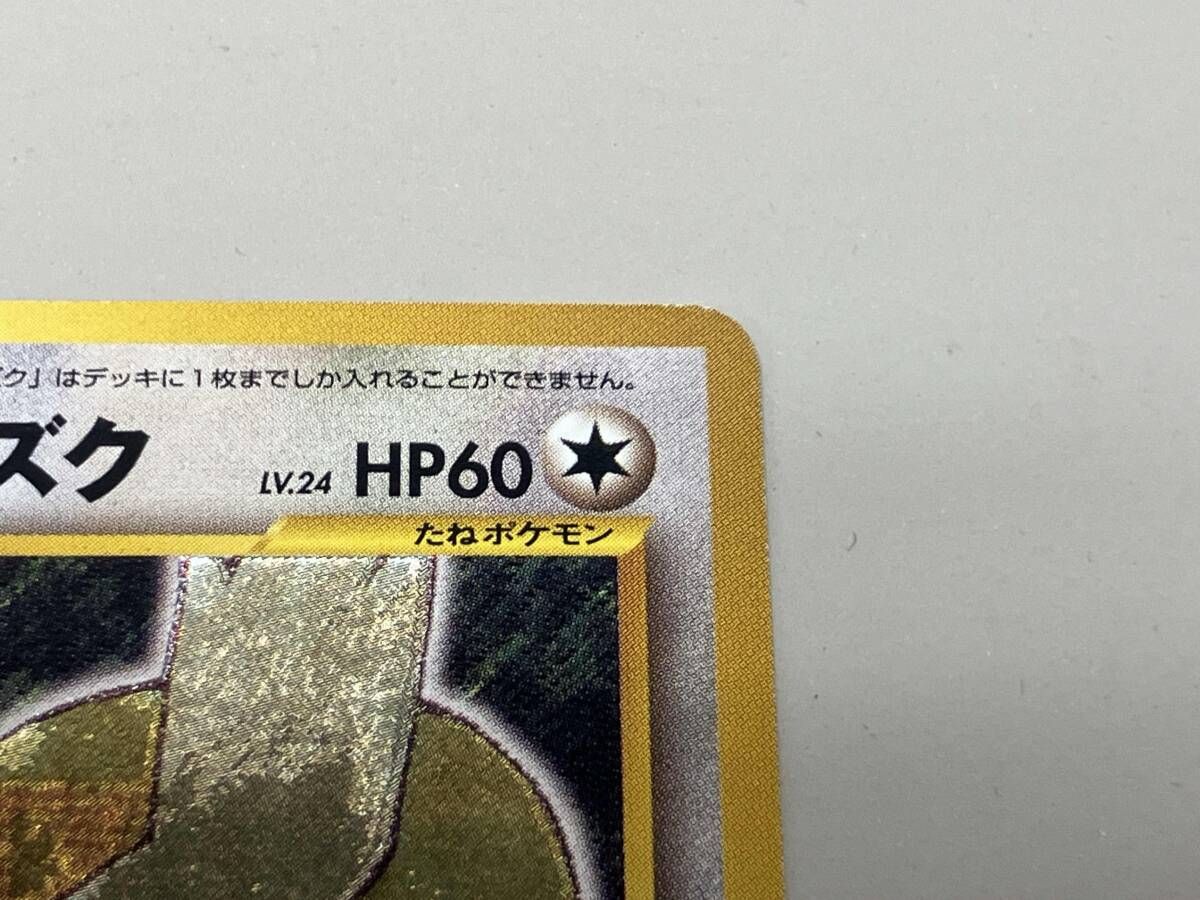 ズク」はデッキに1枚までしか入れることができません。
ズク LV.24 HP60
たねポケモン